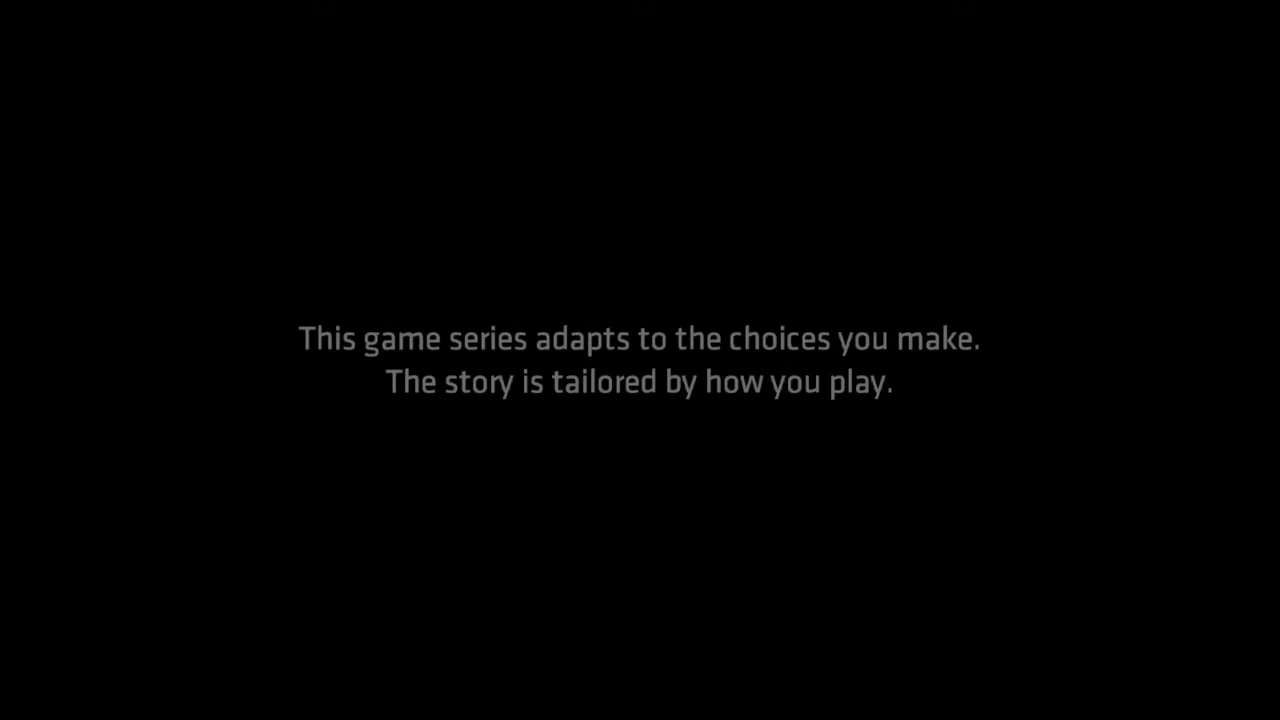 This game series adapts to the choices you make.
The story is tailored by how you play.